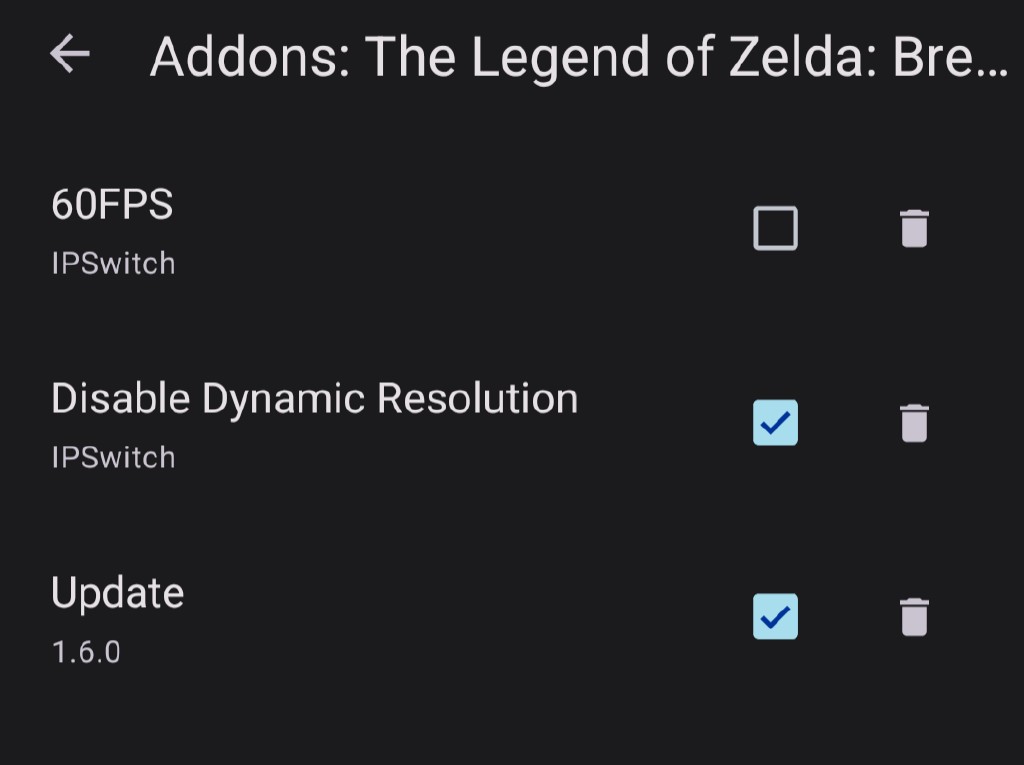 Addons: The Legend of Zelda: Bre...
60FPS
IPSwitch
Disable Dynamic Resolution
IPSwitch
Update
1.6.0